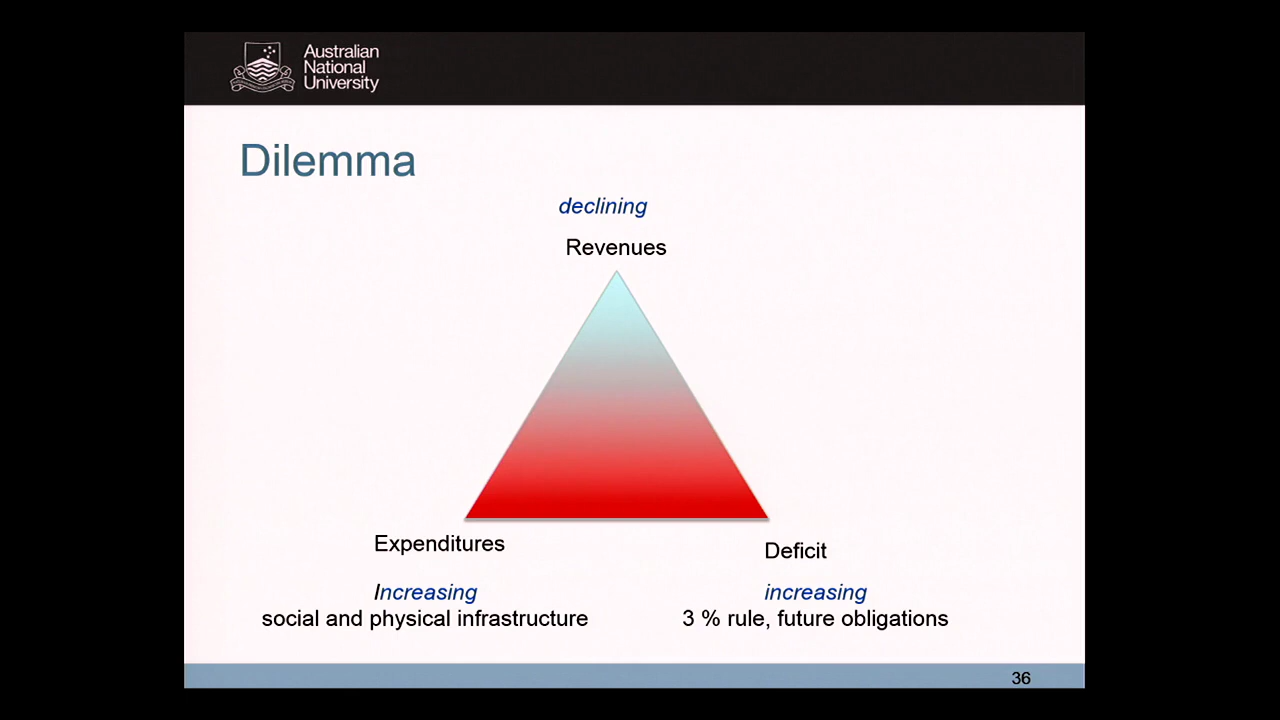 Australian
National
University
Dilemma
declining
Revenues
Expenditures
Deficit
Increasing
social and physical infrastructure
increasing
3 % rule, future obligations
36